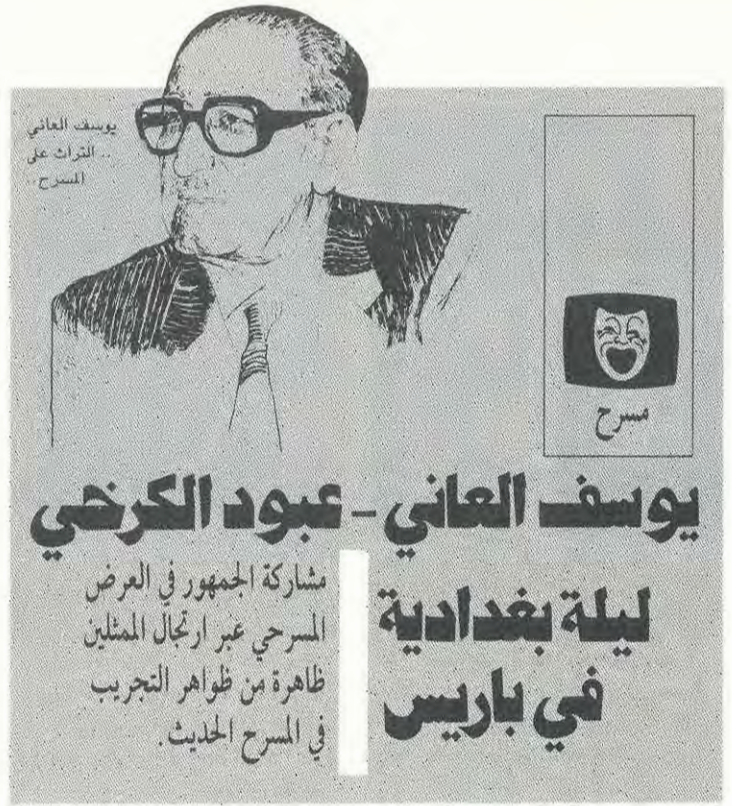 يوسف العاني
.. التراث على
المسرح..
مسرح
يوسف العاني - عبود الكرخي
ليلة بغدادية
في باريس
مشاركة الجمهور في العرض
المسرحي عبر ارتجال الممثلين
ظاهرة من ظواهر التجريب
في المسرح الحديث.